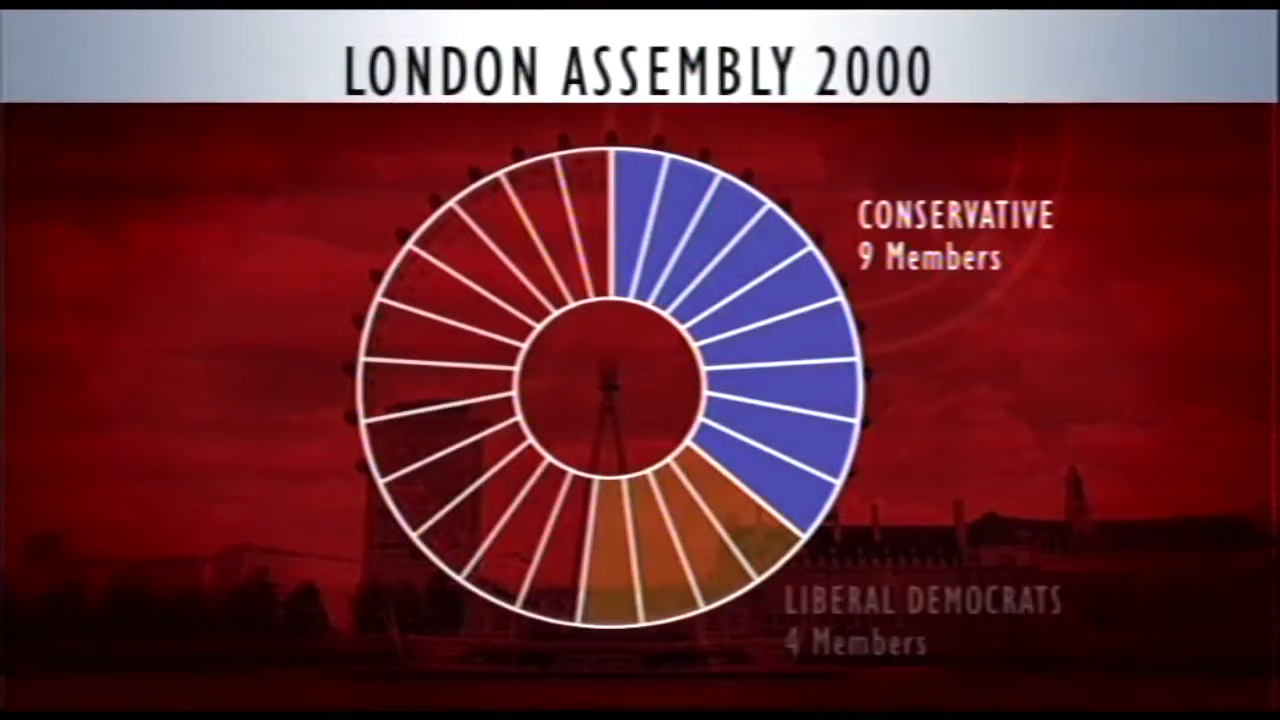 LONDON ASSEMBLY 2000
CONSERVATIVE
9 Members
LIBERAL DEMOCRATS
4 Members